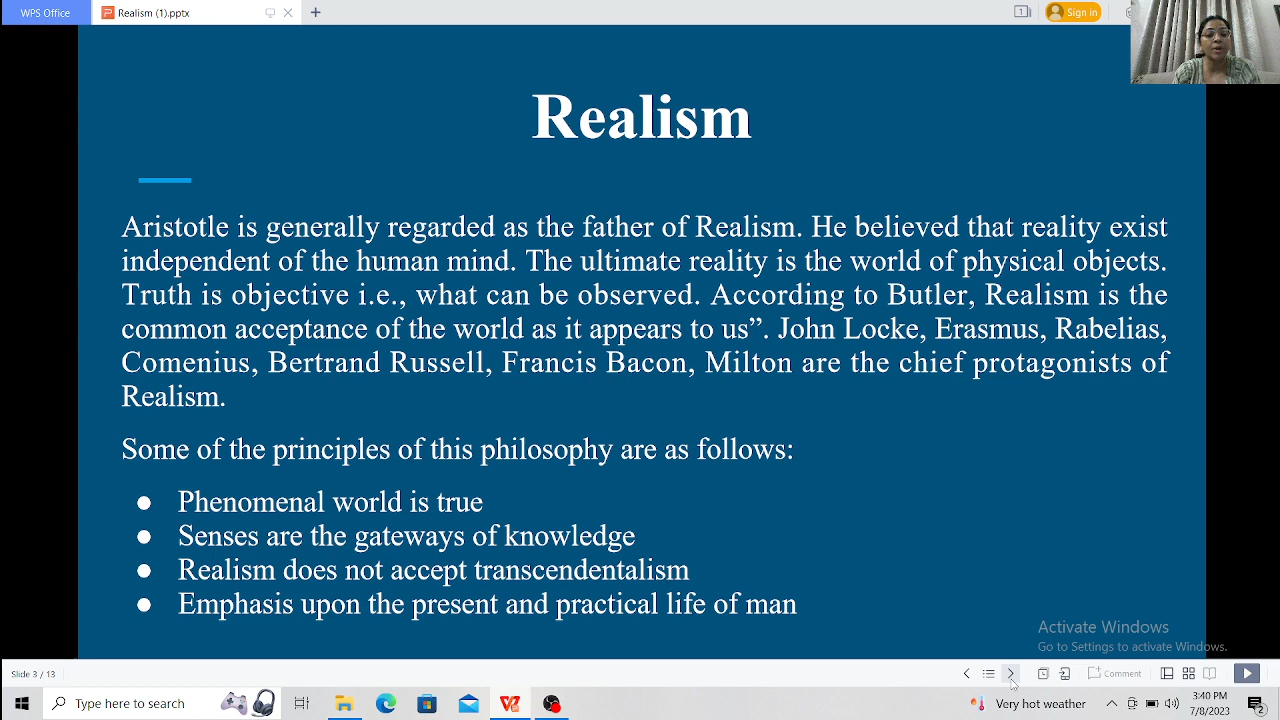 WPS Office
Realism (1).pptx
Sign in
Realism
Aristotle is generally regarded as the father of Realism. He believed that reality exist
independent of the human mind. The ultimate reality is the world of physical objects.
Truth is objective i.e., what can be observed. According to Butler, Realism is the
common acceptance of the world as it appears to us”. John Locke, Erasmus, Rabelias,
Comenius, Bertrand Russell, Francis Bacon, Milton are the chief protagonists of
Realism.
Some of the principles of this philosophy are as follows:
● Phenomenal world is true
● Senses are the gateways of knowledge
● Realism does not accept transcendentalism
● Emphasis upon the present and practical life of man
Activate Windows
Go to Settings to activate Windows.
Slide 3 / 13
Comment
Type here to search
Very hot weather
3:40 PM
7/8/2023
2